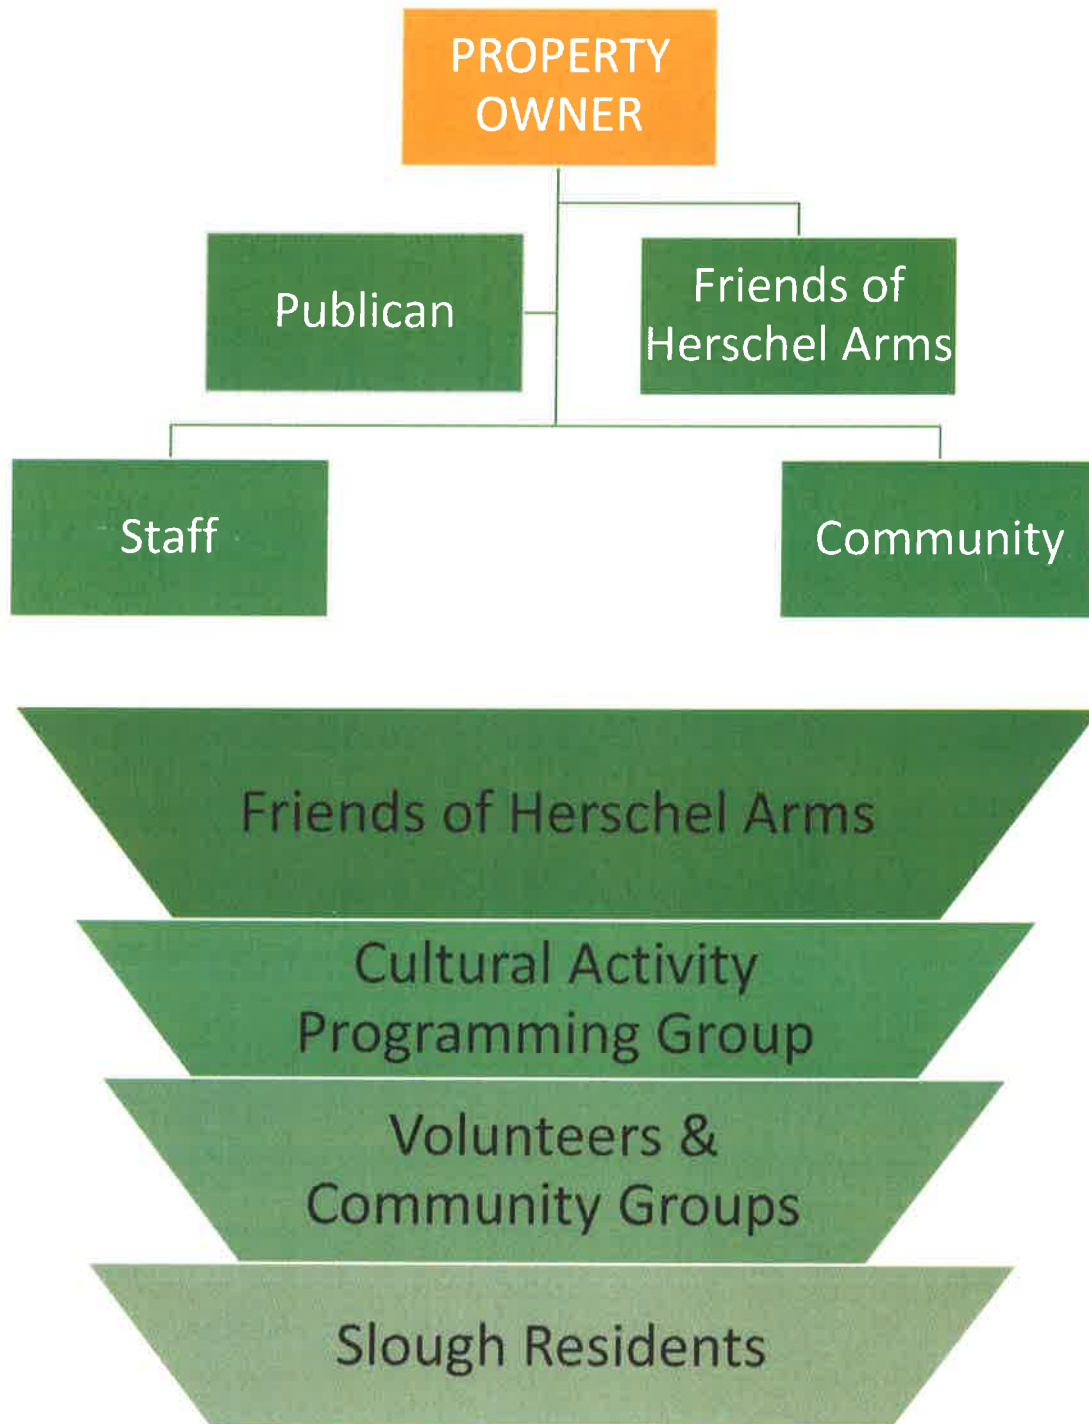 PROPERTY
OWNER
Publican
Friends of
Herschel Arms
Staff
Community
Friends of Herschel Arms
Cultural Activity
Programming Group
Volunteers &
Community Groups
Slough Residents